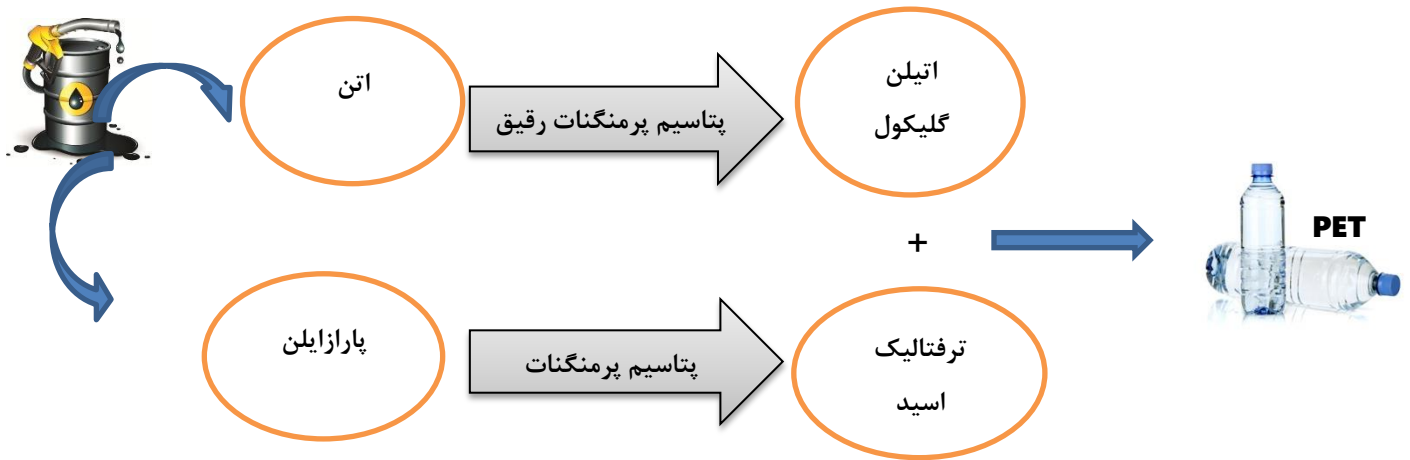 اتن
پتاسیم پرمنگنات رقیق
اتیلن
گلیکول
+
PET
پارازایلن
پتاسیم پرمنگنات
ترفتالیک
اسید